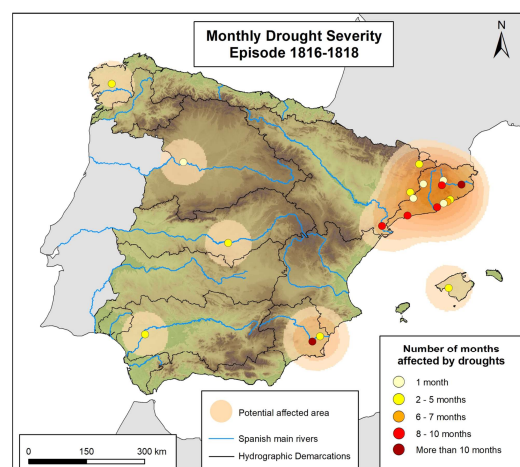 Monthly Drought Severity
Episode 1816-1818
N
Number of months
affected by droughts
1 month
2 - 5 months
6 - 7 months
8 - 10 months
More than 10 months
Potential affected area
Spanish main rivers
Hydrographic Demarcations
0 150 300 km